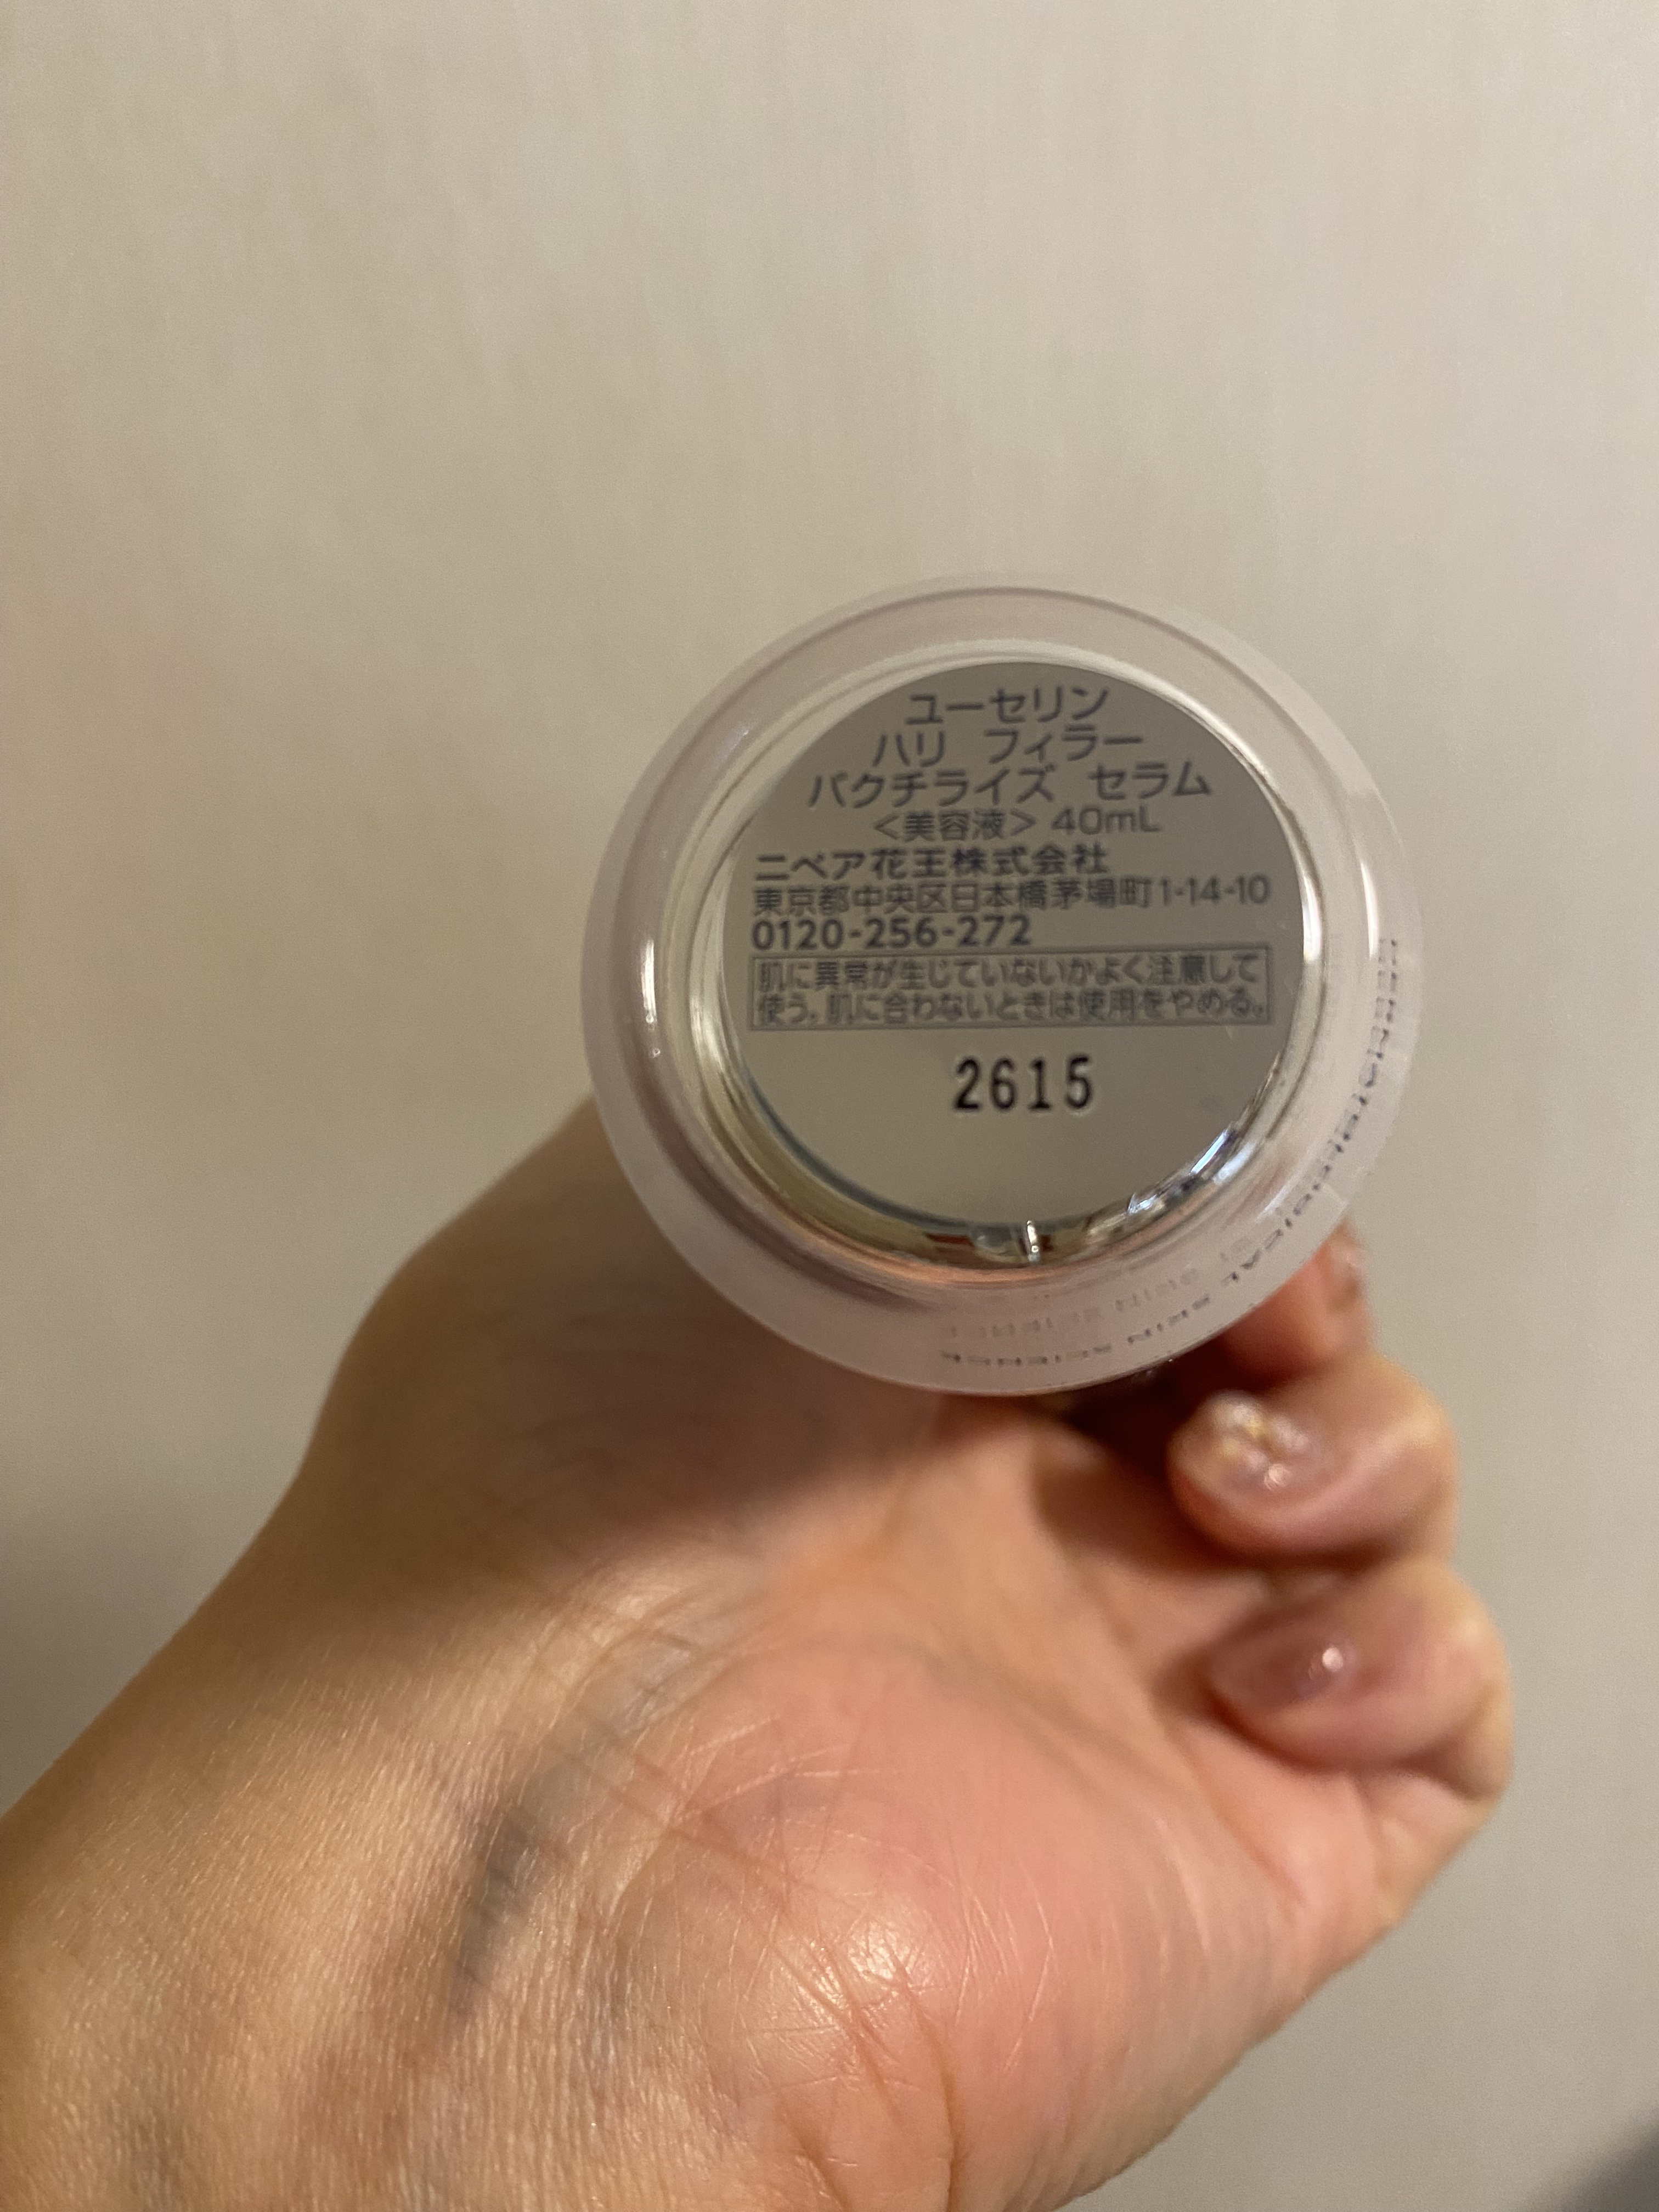 ユーセリン
ハリ フィラー
バクチライズ セラム
<美容液> 40mL
ニベア花王株式会社
東京都中央区日本橋茅場町1-14-10
0120-256-272
肌に異常が生じていないかよく注意して
使う。肌に合わないときは使用をやめる。
2615